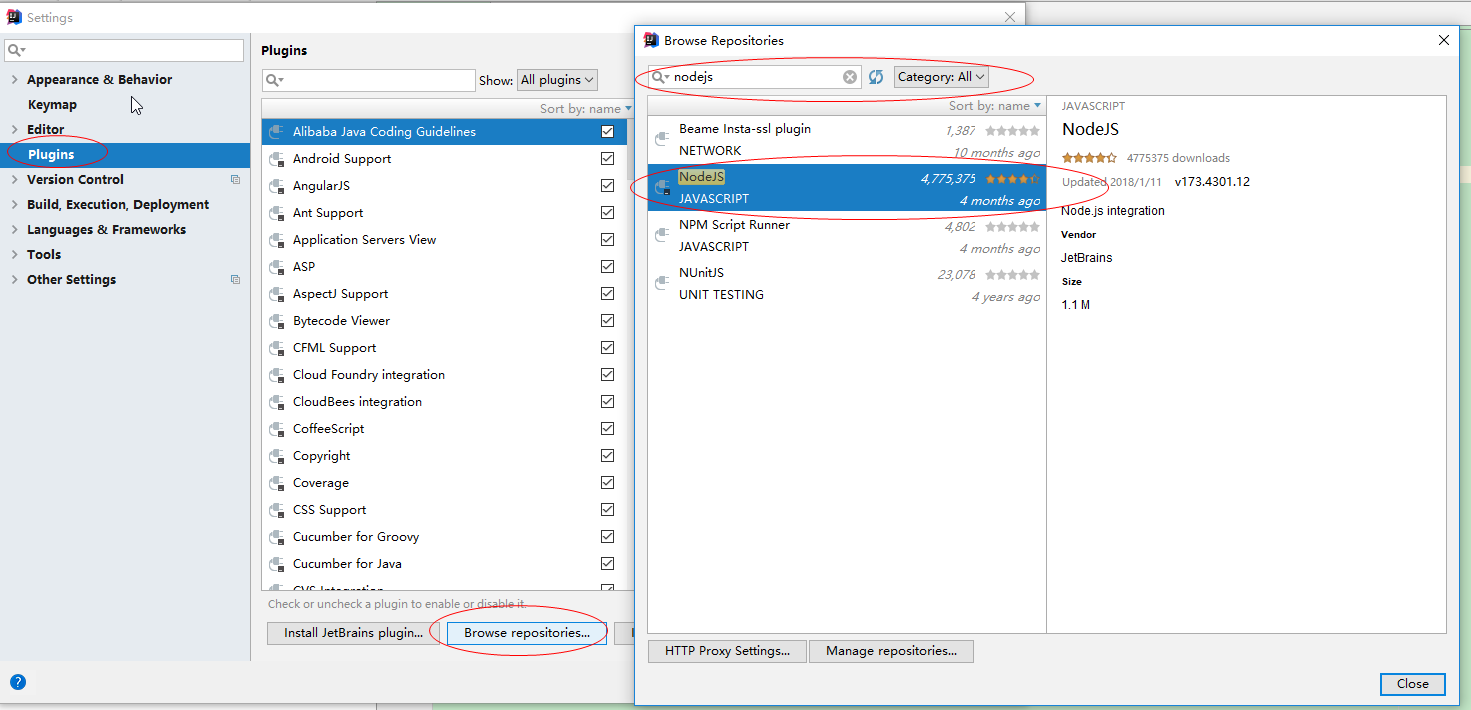 Settings
Appearance & Behavior
Keymap
Editor
Plugins
Version Control
Build, Execution, Deployment
Languages & Frameworks
Tools
Other Settings
Plugins
Show: All plugins
Sort by: name
Alibaba Java Coding Guidelines
Android Support
AngularJS
Ant Support
Application Servers View
ASP
AspectJ Support
Bytecode Viewer
CFML Support
Cloud Foundry integration
CloudBees integration
CoffeeScript
Copyright
Coverage
CSS Support
Cucumber for Groovy
Cucumber for Java
CVS Integration
Check or uncheck a plugin to enable or disable it.
Install JetBrains plugin...
Browse repositories...
?
Browse Repositories
nodejs
Category: All
Sort by: name
Beame Insta-ssl plugin 1,387
NETWORK 10 months ago
NodeJS 4,775,375
JAVASCRIPT 4 months ago
NPM Script Runner 4,802
JAVASCRIPT 4 months ago
NUnitJS 23,078
UNIT TESTING 4 years ago
JAVASCRIPT
NodeJS
4775375 downloads
Updated 2018/1/11 v173.4301.12
Node.js integration
Vendor
JetBrains
Size
1.1 M
HTTP Proxy Settings...
Manage repositories...
Close